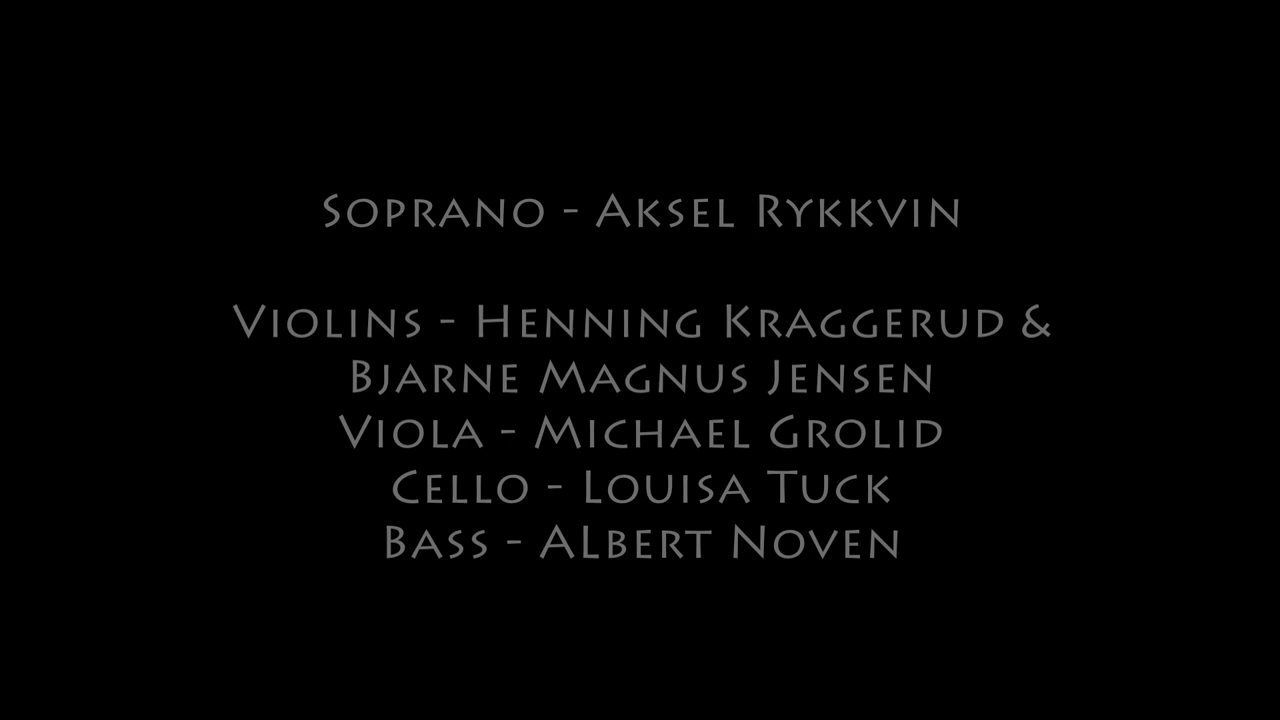 Soprano - Aksel Rykkvin
Violins - Henning Kraggerud &
Bjarne Magnus Jensen
Viola - Michael Grolid
Cello - Louisa Tuck
Bass - ALbert Noven